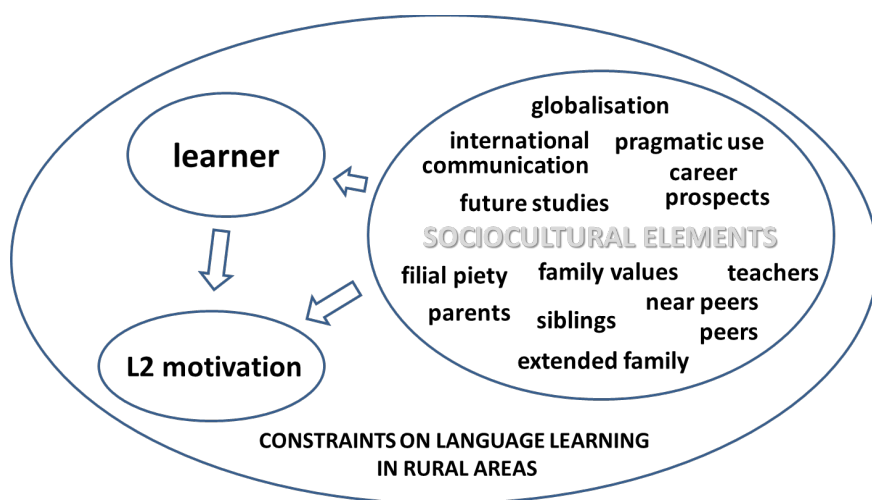 globalisation
international communication
pragmatic use
career prospects
learner
future studies
SOCIOCULTURAL ELEMENTS
filial piety
family values
teachers
parents
siblings
near peers
peers
L2 motivation
extended family
CONSTRAINTS ON LANGUAGE LEARNING
IN RURAL AREAS